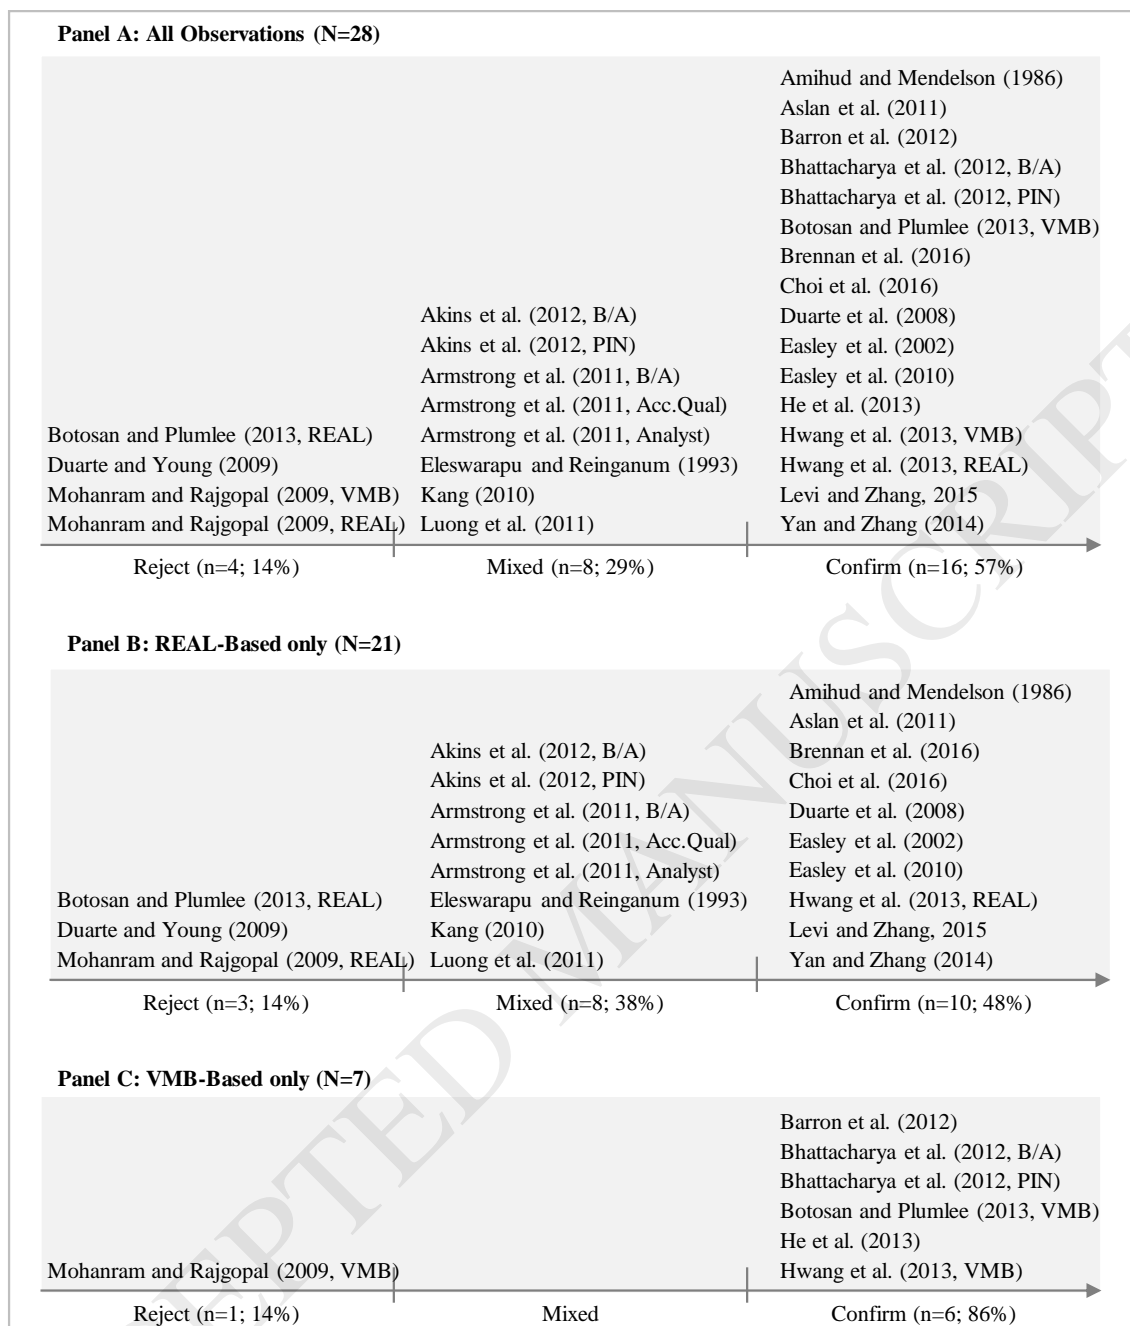 Panel A: All Observations (N=28)
Amihud and Mendelson (1986)
Aslan et al. (2011)
Barron et al. (2012)
Bhattacharya et al. (2012, B/A)
Bhattacharya et al. (2012, PIN)
Botosan and Plumlee (2013, VMB)
Brennan et al. (2016)
Choi et al. (2016)
Akins et al. (2012, B/A) Duarte et al. (2008)
Akins et al. (2012, PIN) Easley et al. (2002)
Armstrong et al. (2011, B/A) Easley et al. (2010)
Armstrong et al. (2011, Acc.Qual) He et al. (2013)
Botosan and Plumlee (2013, REAL) Armstrong et al. (2011, Analyst) Hwang et al. (2013, VMB)
Duarte and Young (2009) Eleswarapu and Reinganum (1993) Hwang et al. (2013, REAL)
Mohanram and Rajgopal (2009, VMB) Kang (2010) Levi and Zhang, 2015
Mohanram and Rajgopal (2009, REAL) Luong et al. (2011) Yan and Zhang (2014)
Reject (n=4; 14%) Mixed (n=8; 29%) Confirm (n=16; 57%)
Panel B: REAL-Based only (N=21)
Amihud and Mendelson (1986)
Aslan et al. (2011)
Akins et al. (2012, B/A) Brennan et al. (2016)
Akins et al. (2012, PIN) Choi et al. (2016)
Armstrong et al. (2011, B/A) Duarte et al. (2008)
Armstrong et al. (2011, Acc.Qual) Easley et al. (2002)
Armstrong et al. (2011, Analyst) Easley et al. (2010)
Botosan and Plumlee (2013, REAL) Eleswarapu and Reinganum (1993) Hwang et al. (2013, REAL)
Duarte and Young (2009) Kang (2010) Levi and Zhang, 2015
Mohanram and Rajgopal (2009, REAL) Luong et al. (2011) Yan and Zhang (2014)
Reject (n=3; 14%) Mixed (n=8; 38%) Confirm (n=10; 48%)
Panel C: VMB-Based only (N=7)
Barron et al. (2012)
Bhattacharya et al. (2012, B/A)
Bhattacharya et al. (2012, PIN)
Botosan and Plumlee (2013, VMB)
He et al. (2013)
Mohanram and Rajgopal (2009, VMB) Hwang et al. (2013, VMB)
Reject (n=1; 14%) Mixed Confirm (n=6; 86%)
EPTED MANUSCRIPT